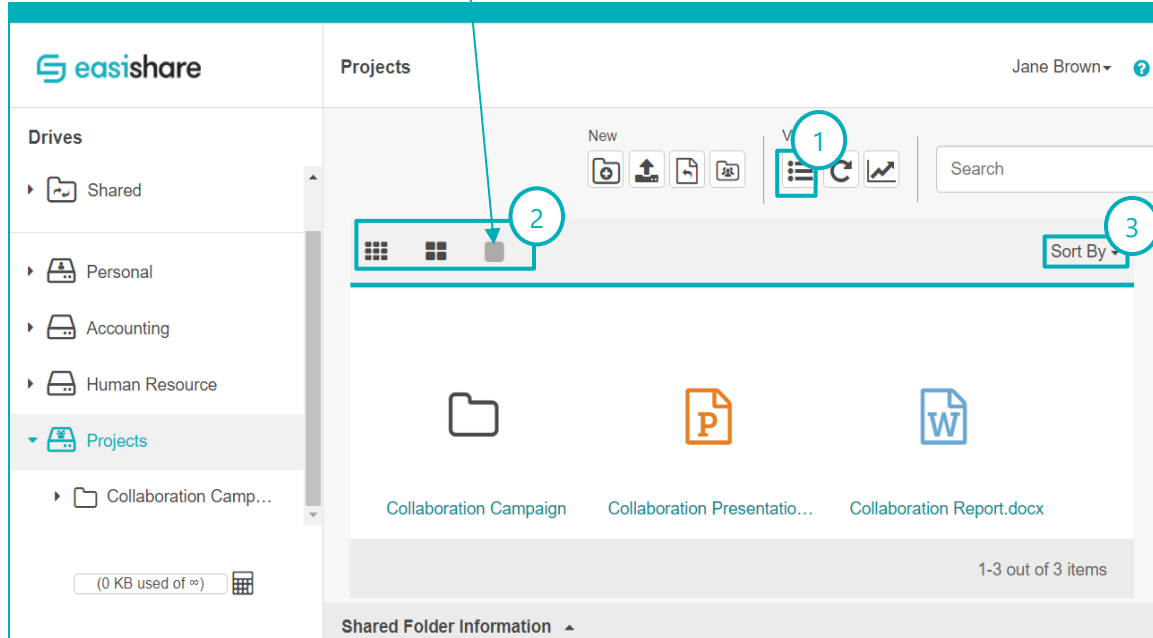 easishare
Projects
Jane Brown
?
Drives
New
1
Search
Shared
2
3
Sort By
Personal
Accounting
Human Resource
Projects
Collaboration Camp...
P
W
Collaboration Campaign
Collaboration Presentatio...
Collaboration Report.docx
1-3 out of 3 items
(0 KB used of ∞)
Shared Folder Information